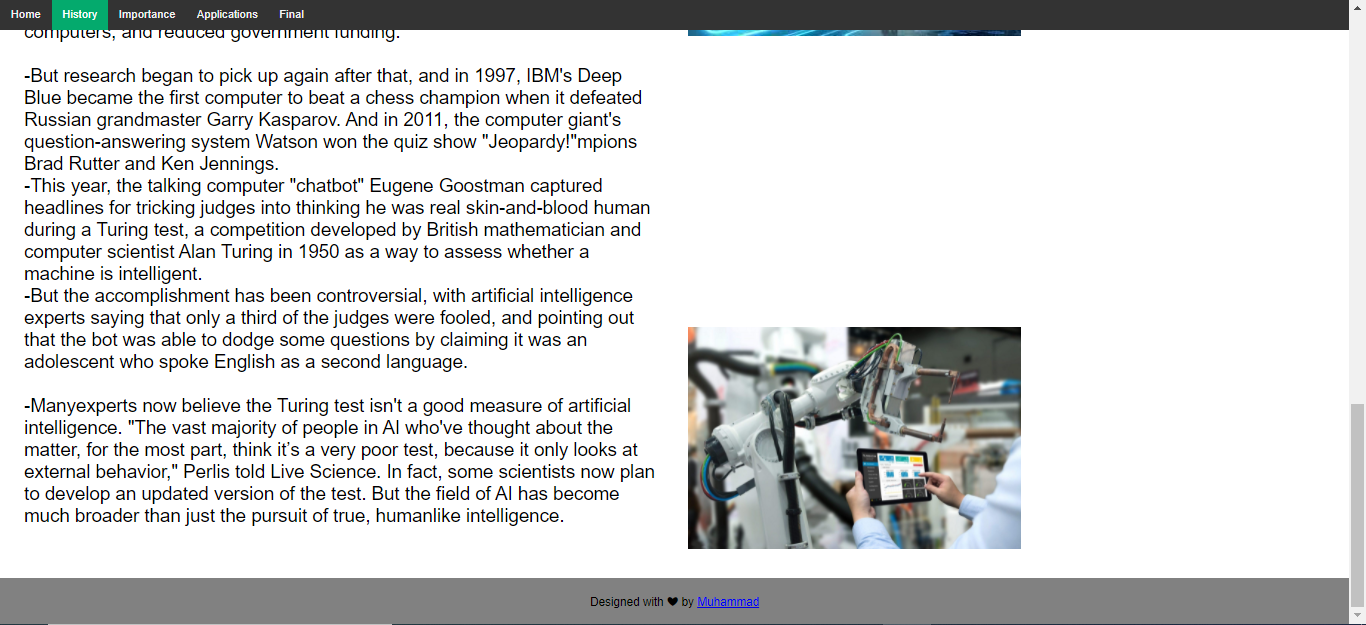 Home History Importance Applications Final
computers, and reduced government funding.
-But research began to pick up again after that, and in 1997, IBM's Deep
Blue became the first computer to beat a chess champion when it defeated
Russian grandmaster Garry Kasparov. And in 2011, the computer giant's
question-answering system Watson won the quiz show "Jeopardy!"mpions
Brad Rutter and Ken Jennings.
-This year, the talking computer "chatbot" Eugene Goostman captured
headlines for tricking judges into thinking he was real skin-and-blood human
during a Turing test, a competition developed by British mathematician and
computer scientist Alan Turing in 1950 as a way to assess whether a
machine is intelligent.
-But the accomplishment has been controversial, with artificial intelligence
experts saying that only a third of the judges were fooled, and pointing out
that the bot was able to dodge some questions by claiming it was an
adolescent who spoke English as a second language.
-Manyexperts now believe the Turing test isn't a good measure of artificial
intelligence. "The vast majority of people in AI who've thought about the
matter, for the most part, think it’s a very poor test, because it only looks at
external behavior," Perlis told Live Science. In fact, some scientists now plan
to develop an updated version of the test. But the field of AI has become
much broader than just the pursuit of true, humanlike intelligence.
Designed with ❤ by Muhammad